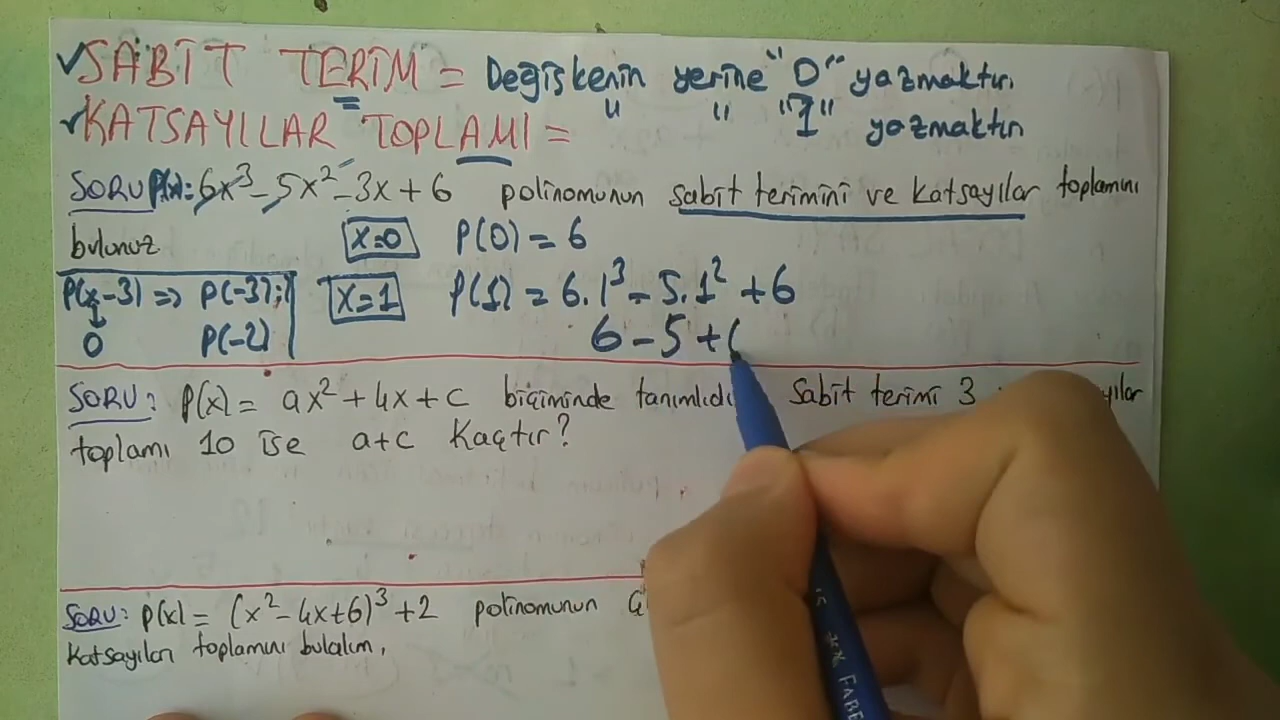 ✓SABİT TERİM = Değişkenin yerine "0" yazmaktır.
✓KATSAYILAR TOPLAMI = " " "1" yazmaktır
SORU P(x)=6x³-5x²-3x+6 polinomunun sabit terimini ve katsayılar toplamını
bulunuz x=0 P(0)=6
P(x-3) => P(-3); x=1 P(1)=6.1³-5.1²+6
0 P(-2) 6-5+
SORU: P(x)= ax²+4x+c biçiminde tanımlıdı Sabit terimi 3 yılar
toplamı 10 ise a+c Kaçtır?
SORU: P(x)= (x²-4x+6)³+2 polinomunun
Katsayıları toplamını bulalım.
FABE